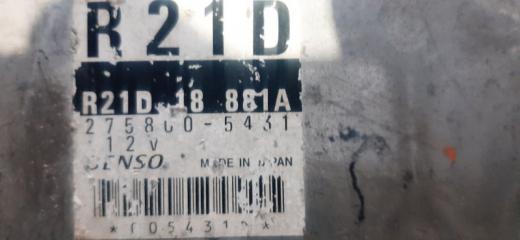 R21D
R21D 18 881A
275800-5431
12V
DENSO MADE IN JAPAN